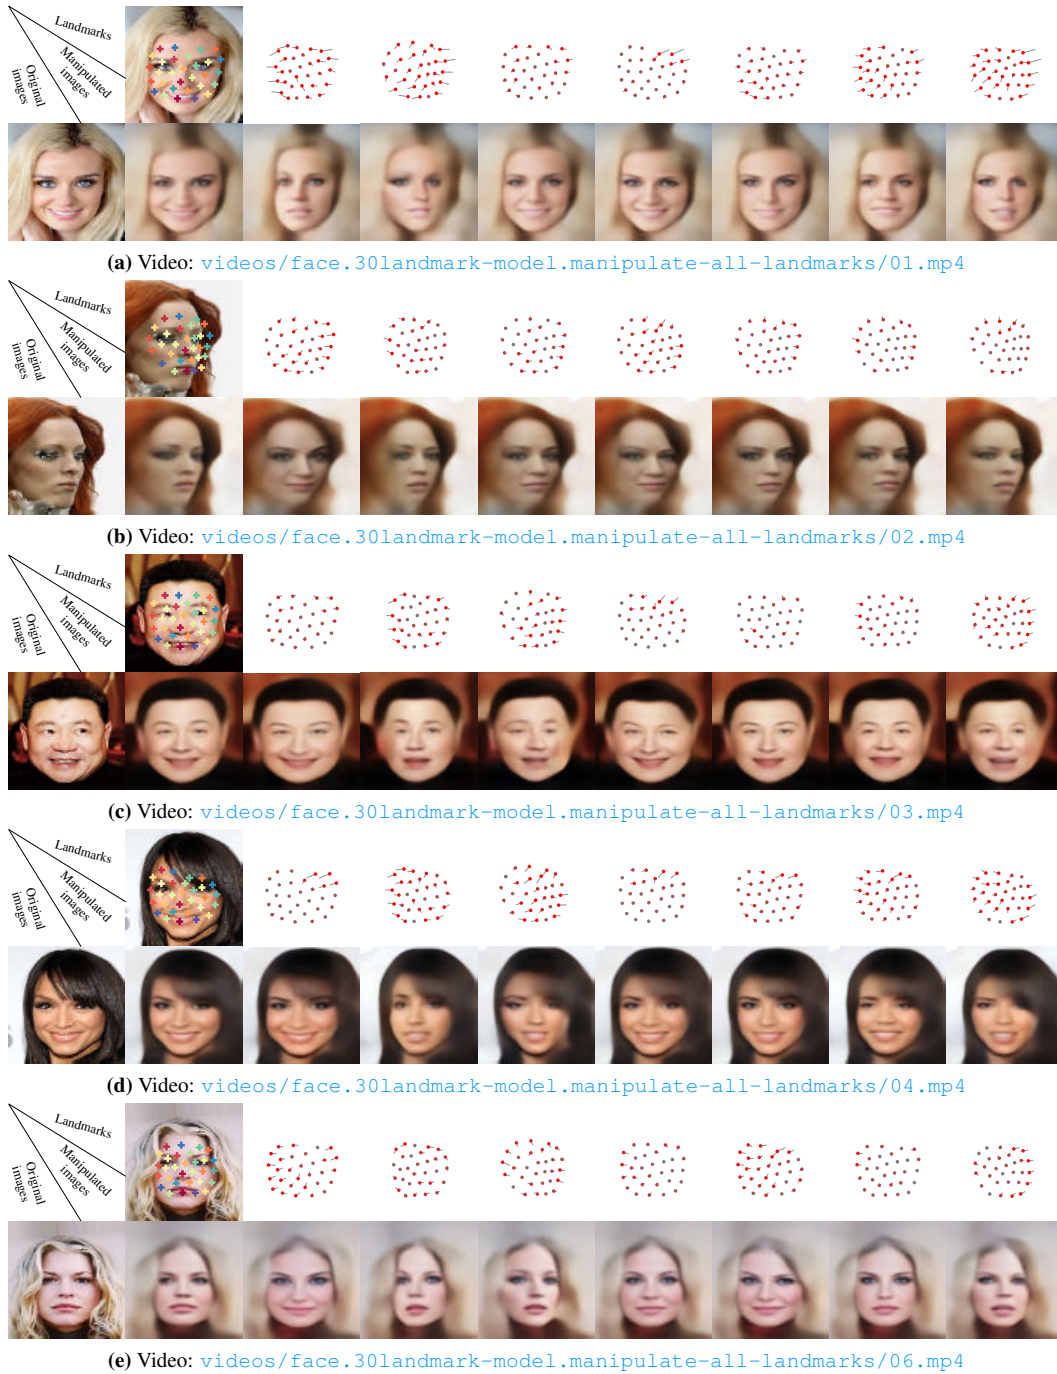 Landmarks
Manipulated
images
Original
images
(a) Video: videos/face.30landmark-model.manipulate-all-landmarks/01.mp4
Landmarks
Manipulated
images
Original
images
(b) Video: videos/face.30landmark-model.manipulate-all-landmarks/02.mp4
Landmarks
Manipulated
images
Original
images
(c) Video: videos/face.30landmark-model.manipulate-all-landmarks/03.mp4
Landmarks
Manipulated
images
Original
images
(d) Video: videos/face.30landmark-model.manipulate-all-landmarks/04.mp4
Landmarks
Manipulated
images
Original
images
(e) Video: videos/face.30landmark-model.manipulate-all-landmarks/06.mp4